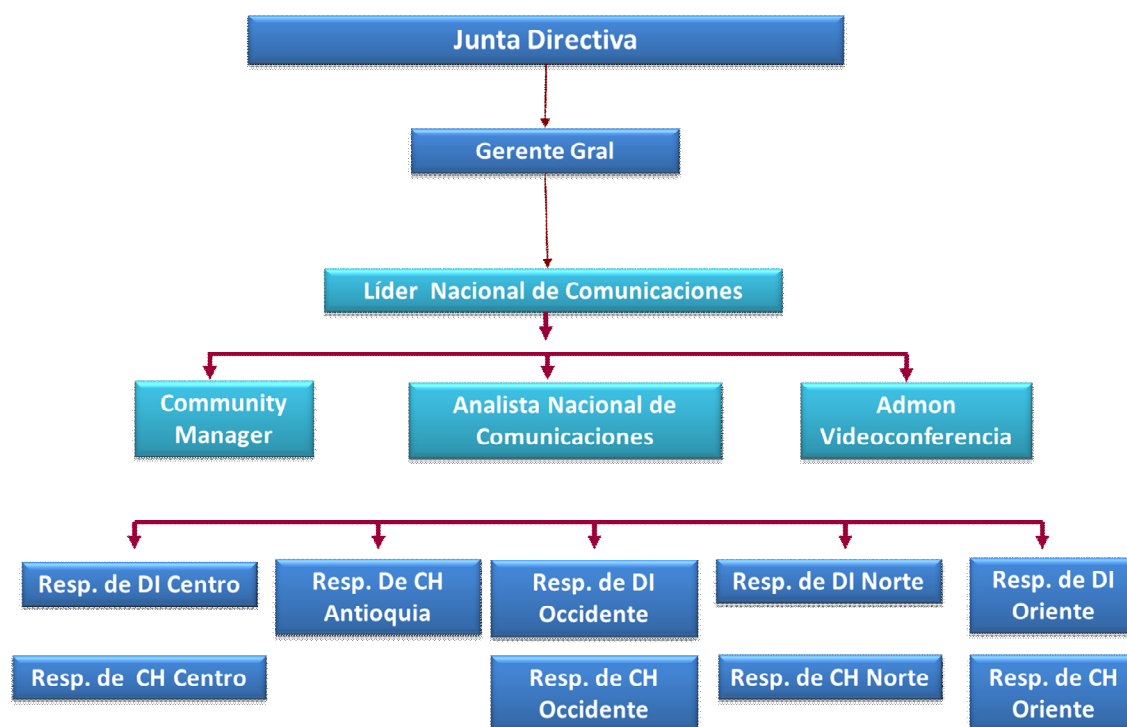 Junta Directiva
Gerente Gral
Líder Nacional de Comunicaciones
Community
Manager
Analista Nacional de
Comunicaciones
Admon
Videoconferencia
Resp. de DI Centro
Resp. De CH
Antioquia
Resp. de DI
Occidente
Resp. de DI Norte
Resp. de DI
Oriente
Resp. de CH Centro
Resp. de CH
Occidente
Resp. de CH Norte
Resp. de CH
Oriente